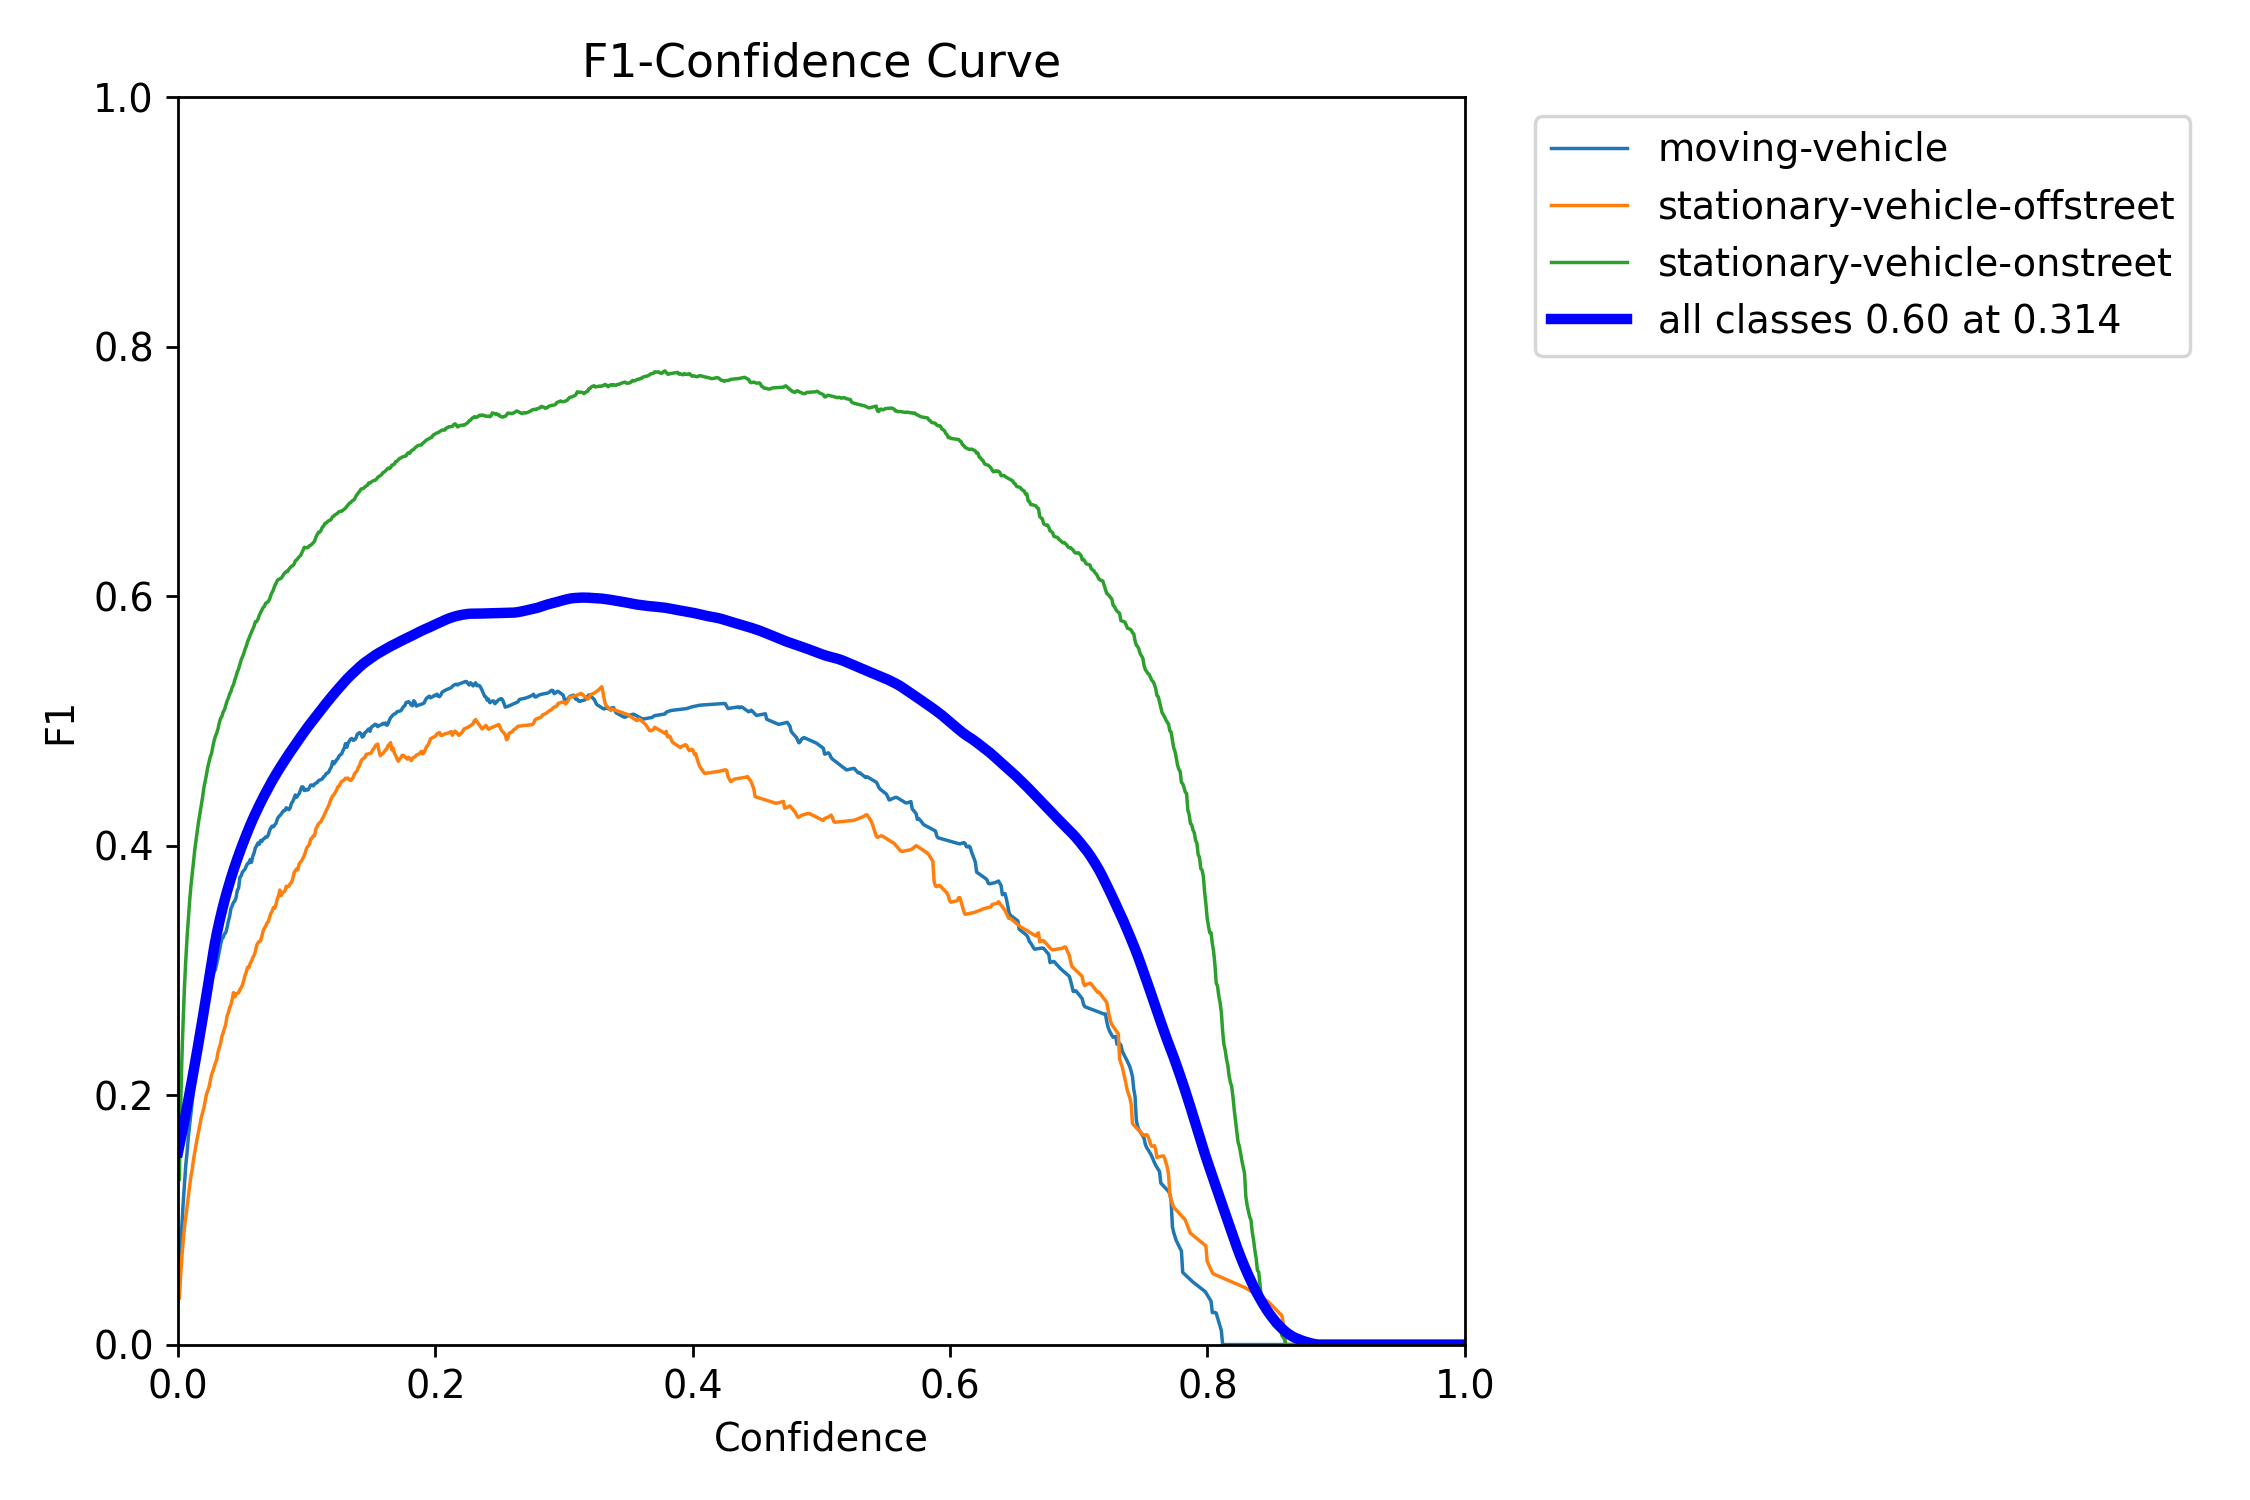 F1-Confidence Curve
1.0
0.8
0.6
0.4
0.2
0.0
F1
0.0
0.2
0.4
0.6
0.8
1.0
Confidence
moving-vehicle
stationary-vehicle-offstreet
stationary-vehicle-onstreet
all classes 0.60 at 0.314